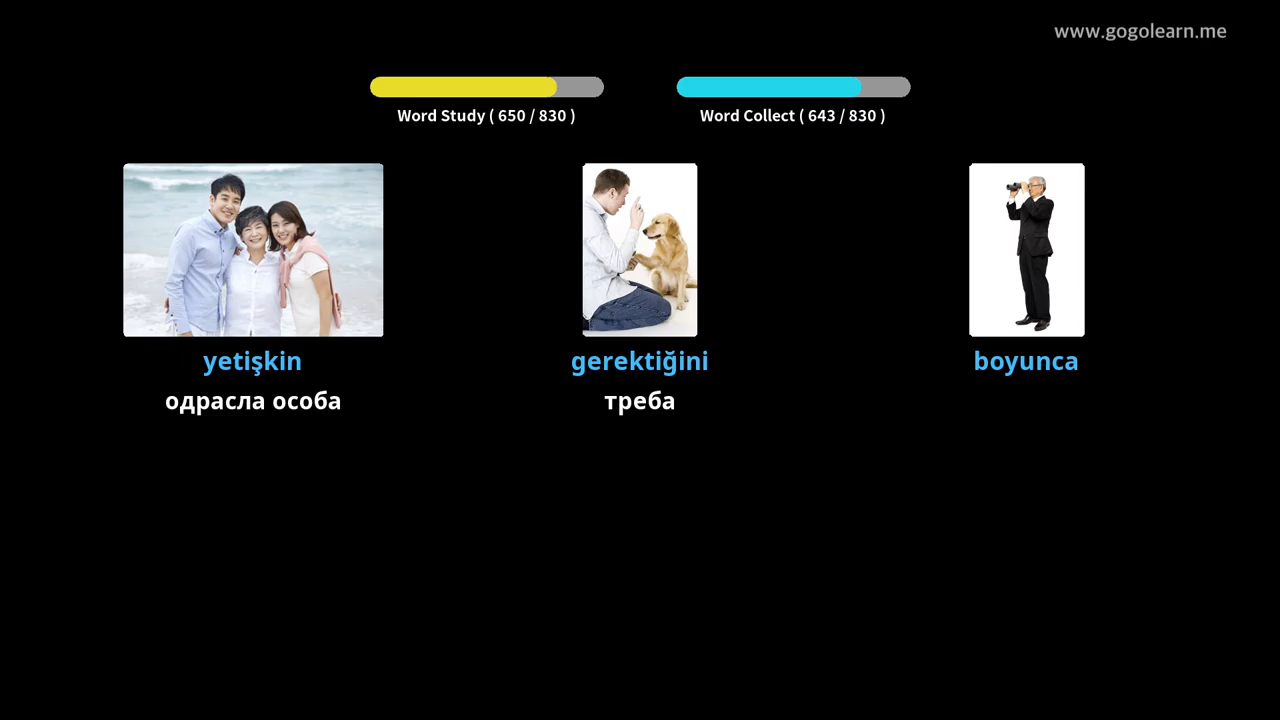 www.gogolearn.me
Word Study ( 650 / 830 )
Word Collect ( 643 / 830 )
yetişkin
gerektiğini
boyunca
одрасла особа
треба